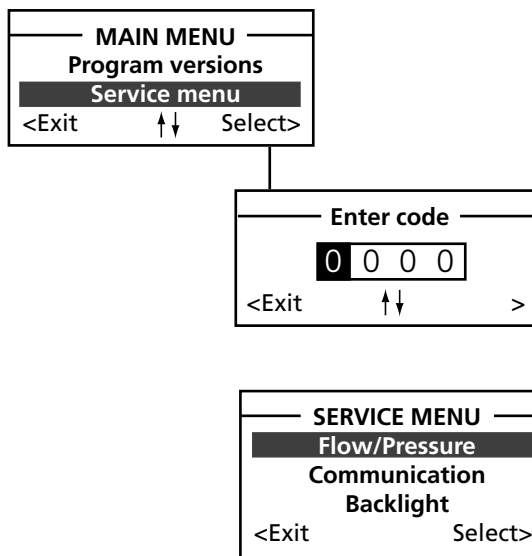 MAIN MENU
Program versions
Service menu
<Exit ↑↓ Select>
Enter code
0 0 0 0
<Exit ↑↓ >
SERVICE MENU
Flow/Pressure
Communication
Backlight
<Exit Select>